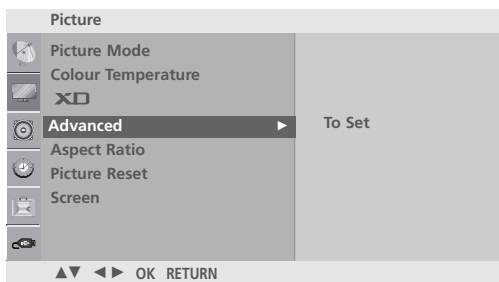 Picture
Picture Mode
Colour Temperature
XD
Advanced ► To Set
Aspect Ratio
Picture Reset
Screen
▲▼ ◄► OK RETURN